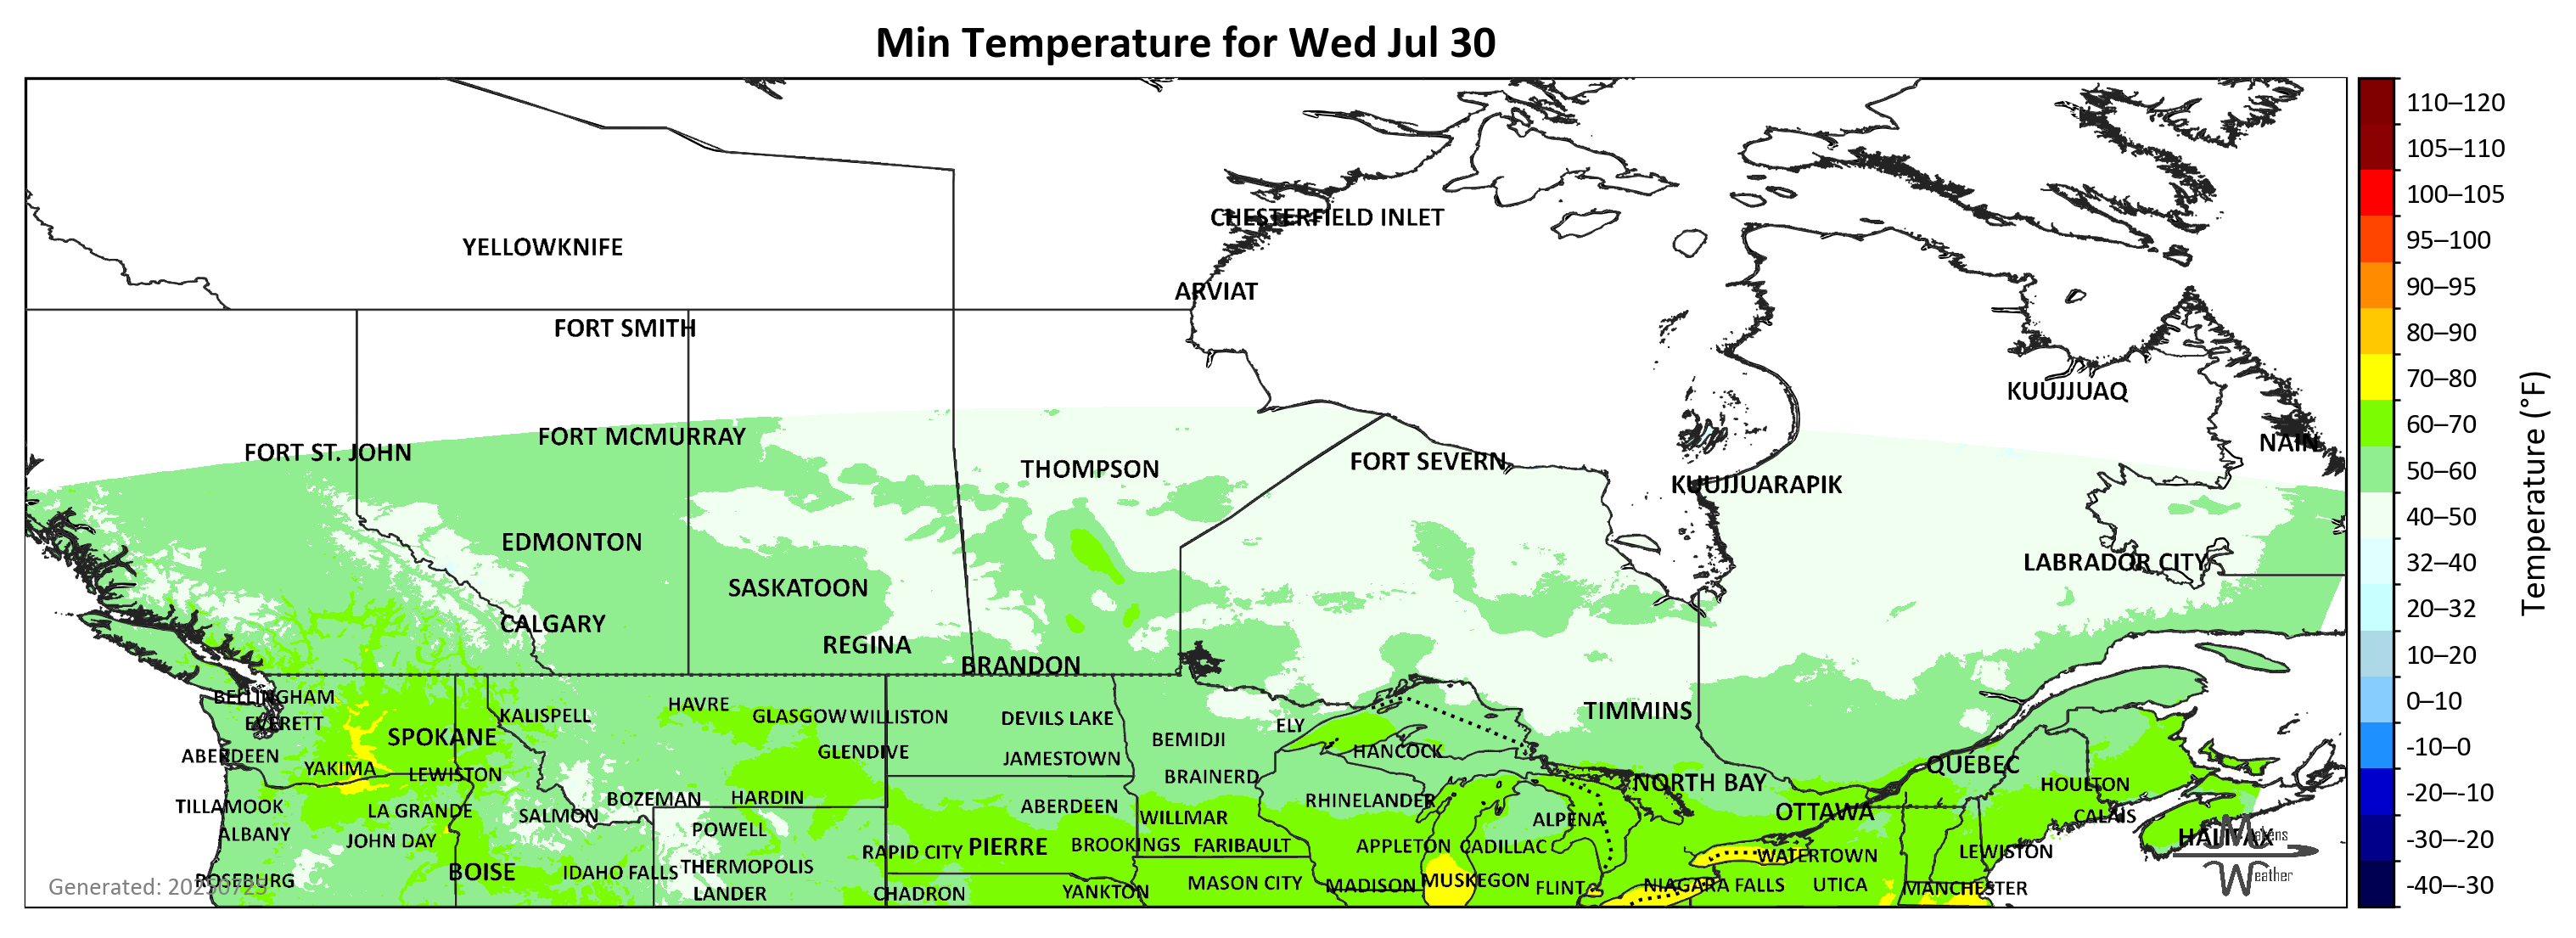 Min Temperature for Wed Jul 30
110–120
105–110
CHESTERFIELD INLET
100–105
YELLOWKNIFE
95–100
ARVIAT
90–95
FORT SMITH
80–90
KUUJJUAQ
70–80
FORT MCMURRAY
60–70
NAIN
FORT ST. JOHN
FORT SEVERN
THOMPSON
50–60
KUUJJUARAPIK
40–50
EDMONTON
LABRADOR CITY
32–40
SASKATOON
20–32
CALGARY
REGINA
BRANDON
10–20
Temperature (°F)
BELLINGHAM
HAVRE
0–10
TIMMINS
KALISPELL
GLASGOW
WILLISTON
DEVILS LAKE
EVERETT
ELY
SPOKANE
BEMIDJI
-10–0
HANCOCK
GLENDIVE
ABERDEEN
JAMESTOWN
QUÉBEC
YAKIMA
LEWISTON
BRAINERD
NORTH BAY
HOULTON
-20–-10
BOZEMAN
HARDIN
RHINELANDER
TILLAMOOK
ABERDEEN
LA GRANDE
OTTAWA
SALMON
WILLMAR
CALAIS
ALPENA
POWELL
ALBANY
HALIFAX
Makens
-30–-20
JOHN DAY
BROOKINGS
FARIBAULT
APPLETON
CADILLAC
PIERRE
RAPID CITY
LEWISTON
WATERTOWN
THERMOPOLIS
BOISE
IDAHO FALLS
Weather
ROSEBURG
MUSKEGON
MASON CITY
MADISON
NIAGARA FALLS
UTICA
-40–-30
Generated: 20250725
FLINT
MANCHESTER
YANKTON
LANDER
CHADRON